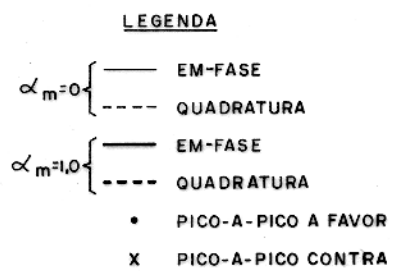 LEGENDA
αm=0 { EM-FASE
QUADRATURA
αm=1,0 { EM-FASE
QUADRATURA
• PICO-A-PICO A FAVOR
X PICO-A-PICO CONTRA